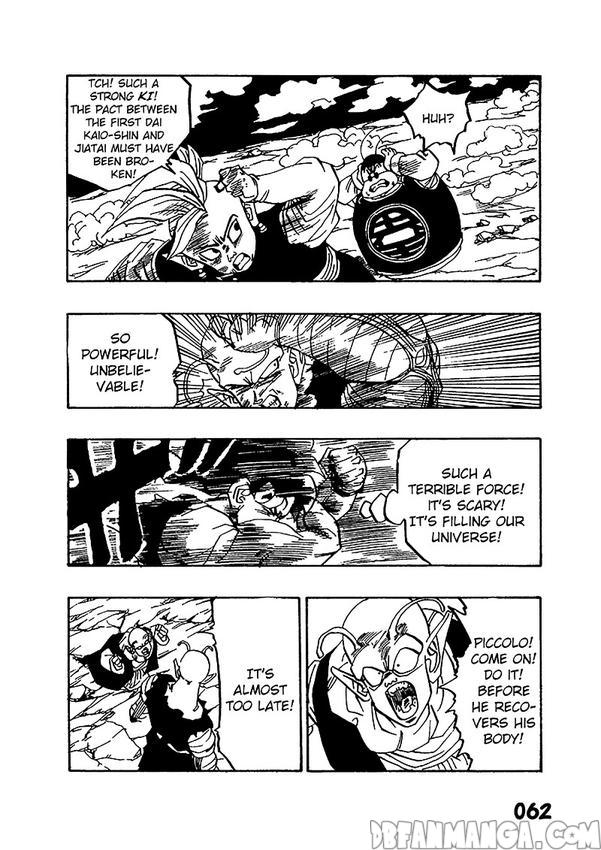 TCH! SUCH A
STRONG KI!
THE PACT BETWEEN
THE FIRST DAI
KAIO-SHIN AND
JIATAI MUST HAVE
BEEN BRO-
KEN!
HUH?
SO
POWERFUL!
UNBELIE-
VABLE!
SUCH A
TERRIBLE FORCE!
IT'S SCARY!
IT'S FILLING OUR
UNIVERSE!
IT'S
ALMOST
TOO LATE!
PICCOLO!
COME ON!
DO IT!
BEFORE
HE RECO-
VERS HIS
BODY!
062
DBFANMANGA.COM